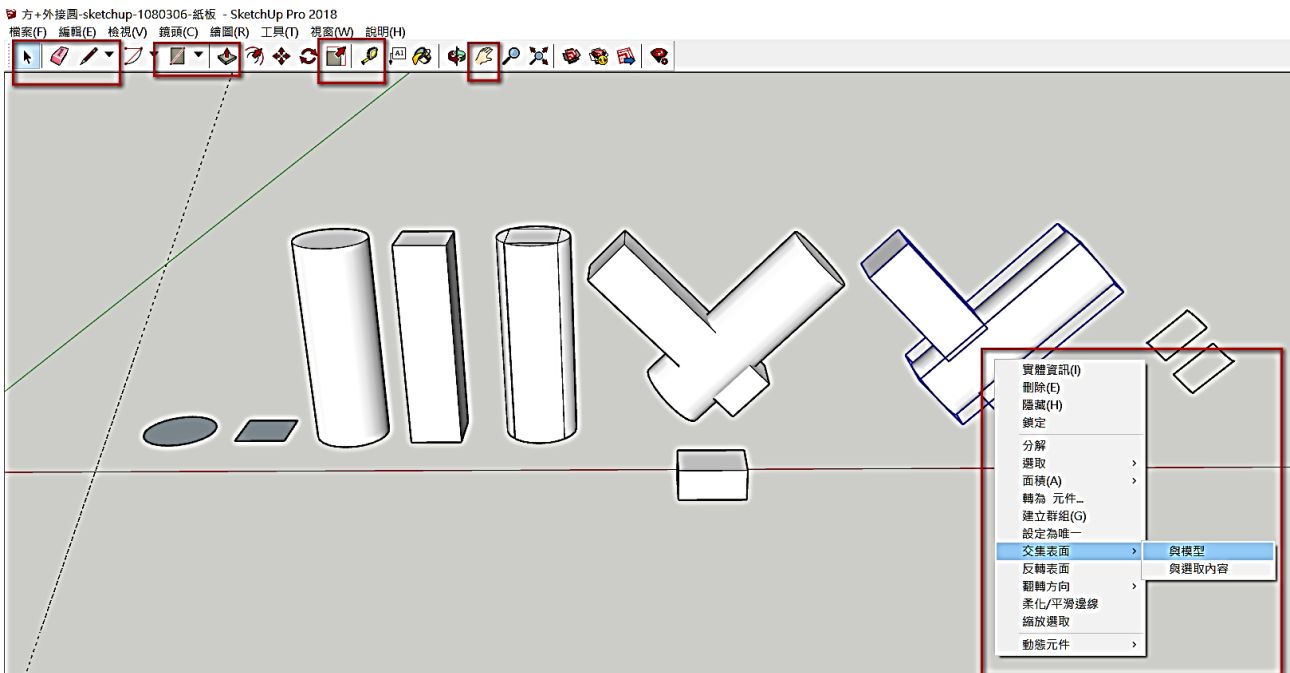 方+外接圓-sketchup-1080306-紙板 - SketchUp Pro 2018
檔案(F) 編輯(E) 檢視(V) 鏡頭(C) 繪圖(R) 工具(T) 視窗(W) 說明(H)
A1
實體資訊(I)
刪除(E)
隱藏(H)
鎖定
分解
選取
面積(A)
轉為 元件...
建立群組(G)
設定為唯一
交集表面
與模型
反轉表面
與選取內容
翻轉方向
柔化/平滑邊線
縮放選取
動態元件